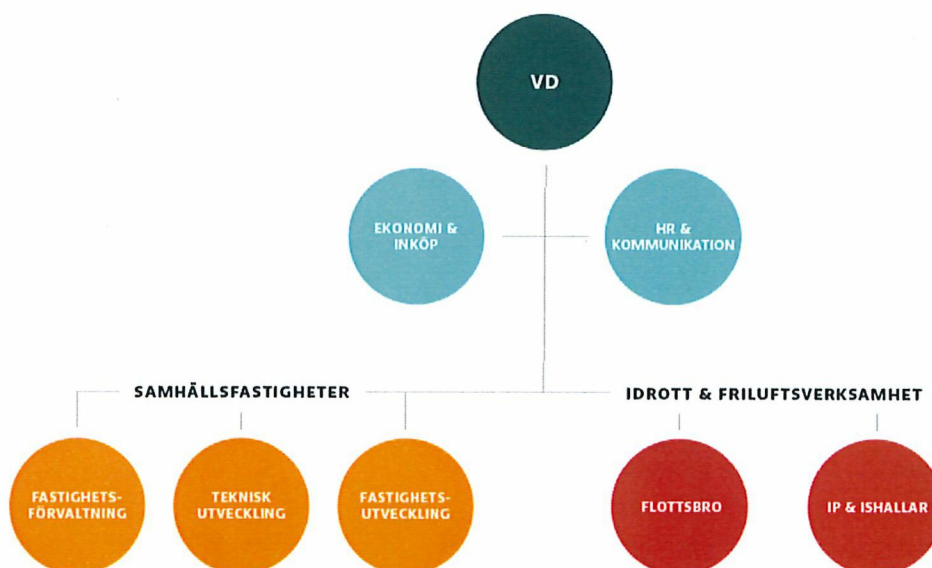 VD
EKONOMI &
INKÖP
HR &
KOMMUNIKATION
SAMHÄLLSFASTIGHETER
IDROTT & FRILUFTSVERKSAMHET
FASTIGHETS-
FÖRVALTNING
TEKNISK
UTVECKLING
FASTIGHETS-
UTVECKLING
FLOTTSBRO
IP & ISHALLAR